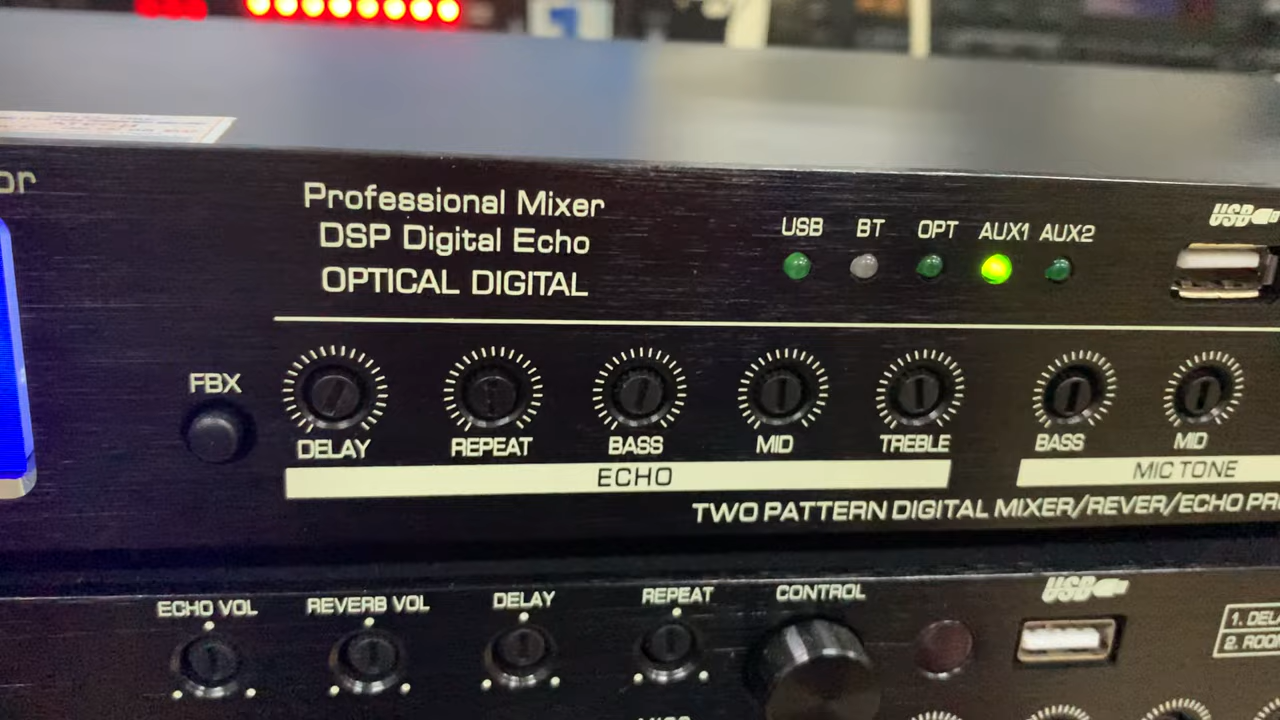 or
Professional Mixer
DSP Digital Echo
OPTICAL DIGITAL
USB BT OPT AUX1 AUX2
USB
FBX
DELAY REPEAT BASS MID TREBLE BASS MID
ECHO MIC TONE
TWO PATTERN DIGITAL MIXER/REVER/ECHO PR
ECHO VOL REVERB VOL DELAY REPEAT CONTROL
USB
1. DEL
2. ROO